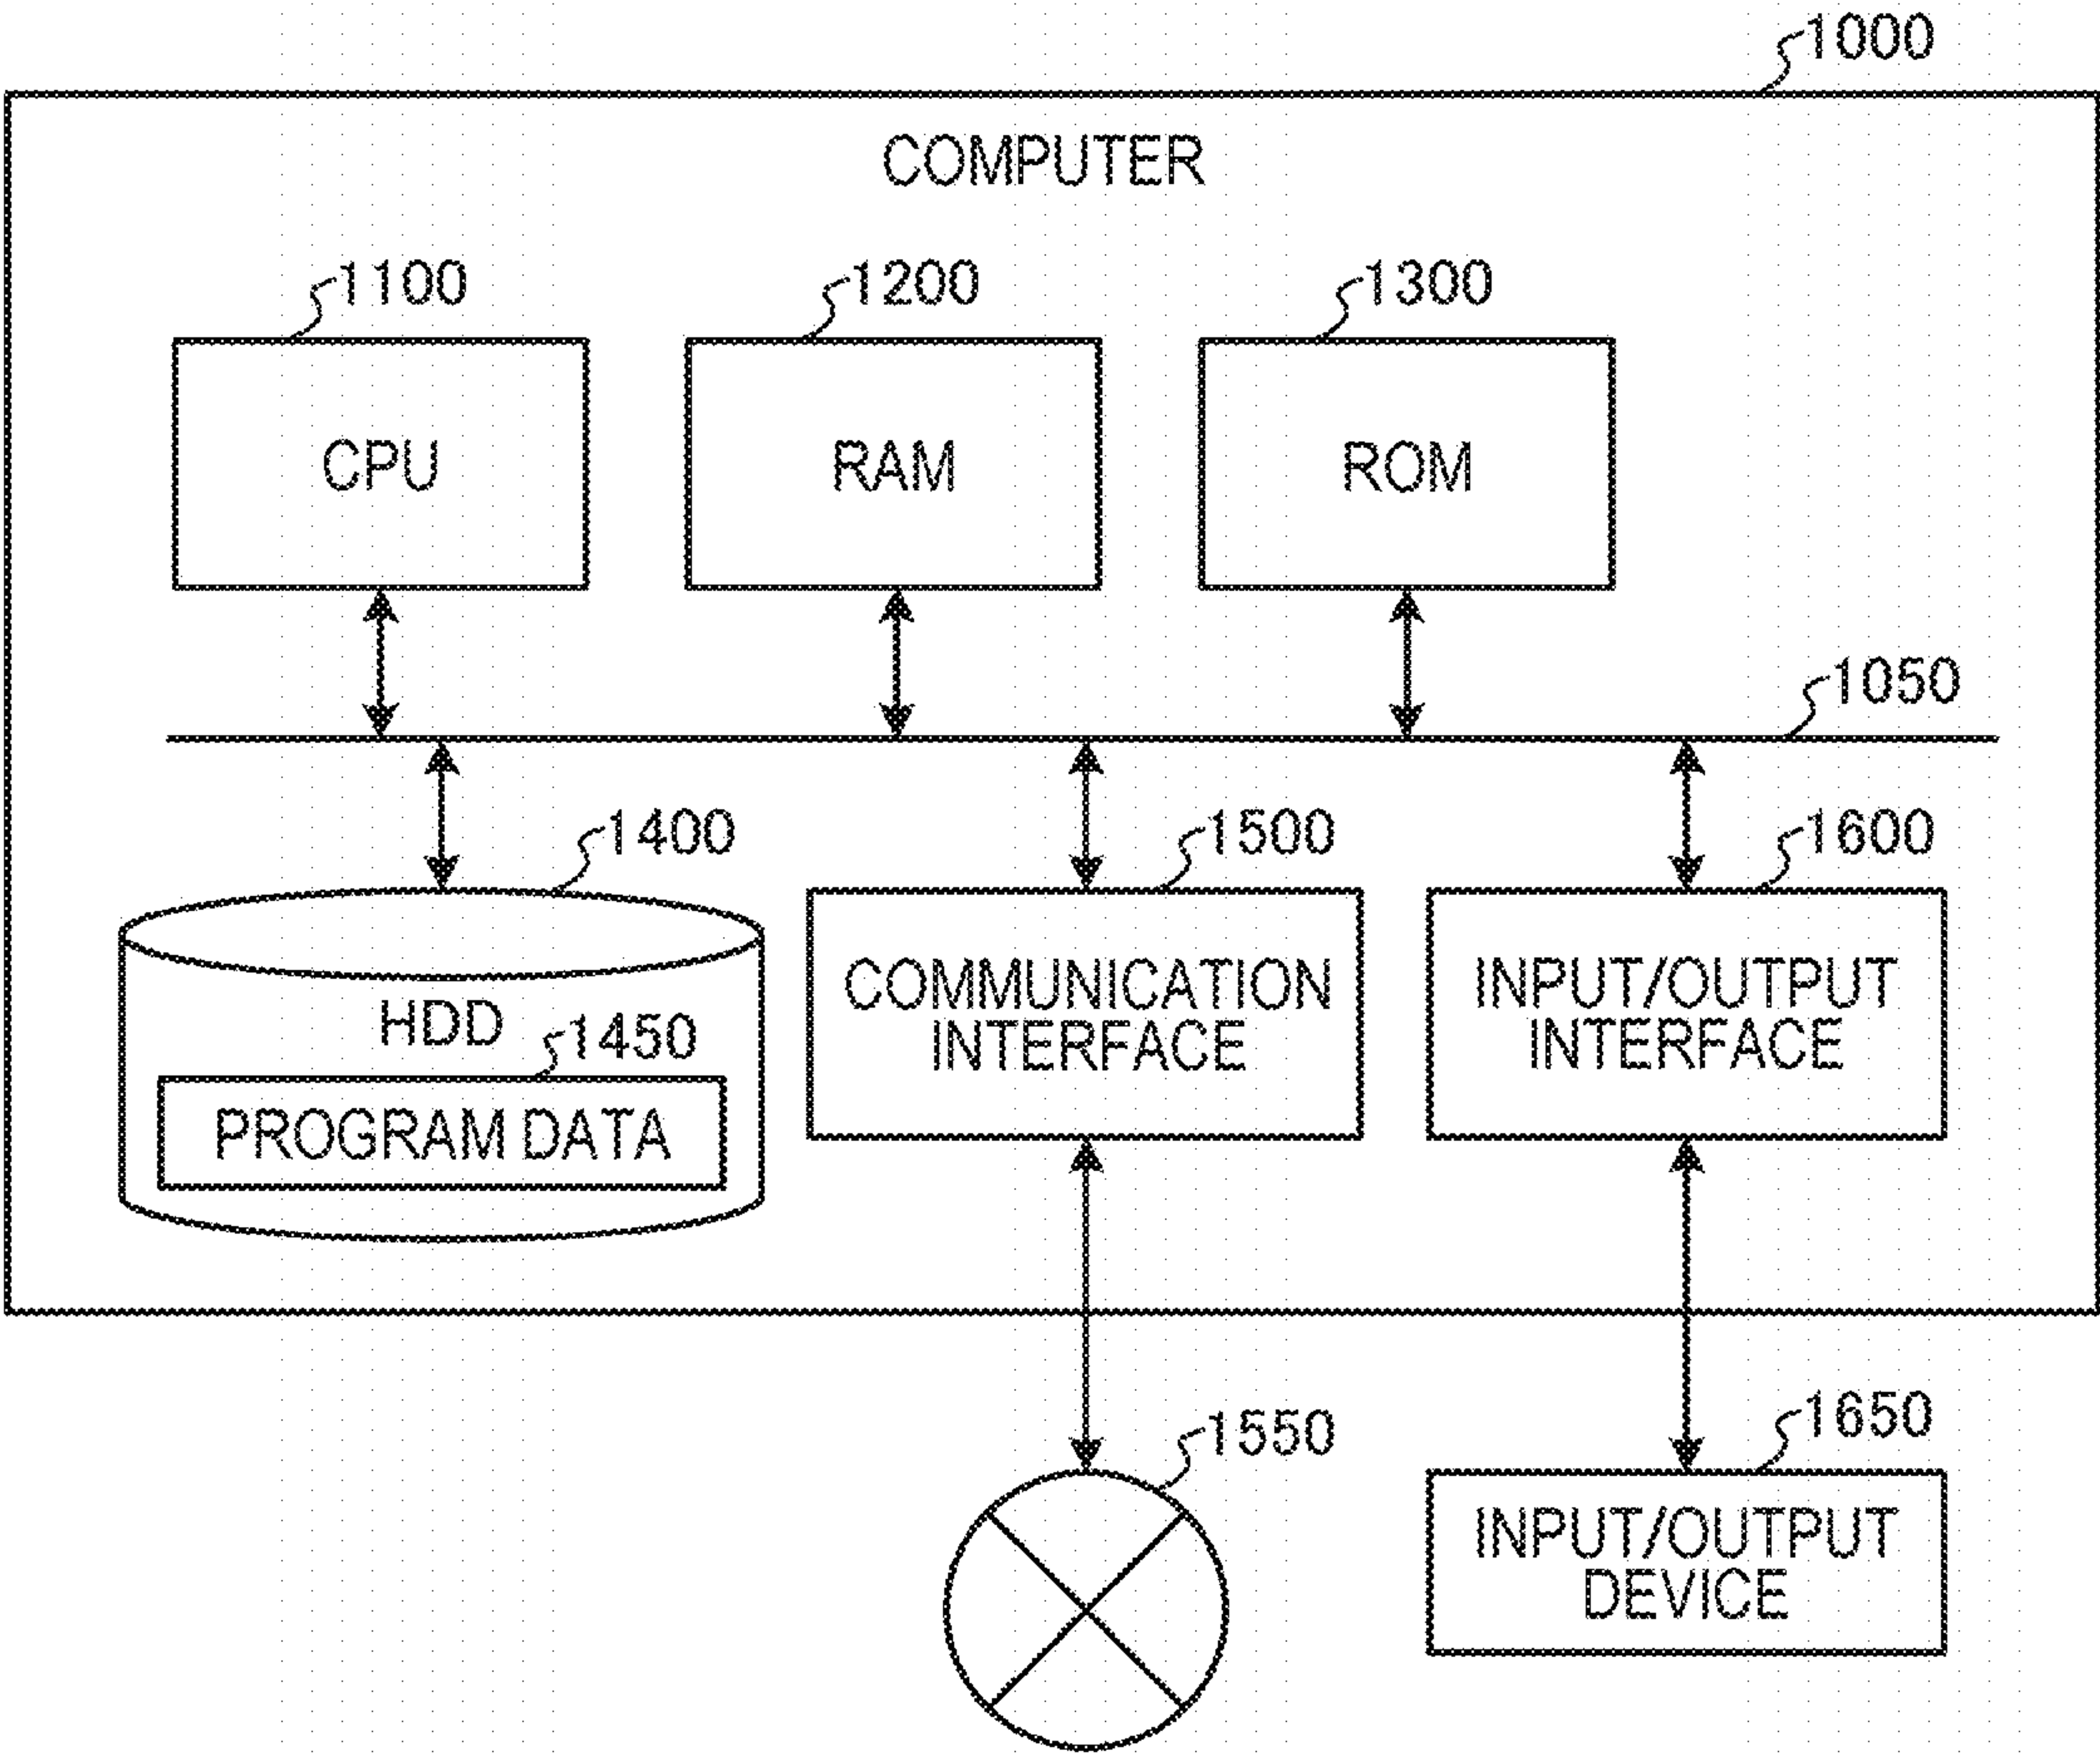 1000
COMPUTER
1100
1200
1300
CPU
RAM
ROM
1050
1400
1500
1600
HDD
1450
PROGRAM DATA
COMMUNICATION
INTERFACE
INPUT/OUTPUT
INTERFACE
1550
1650
INPUT/OUTPUT
DEVICE